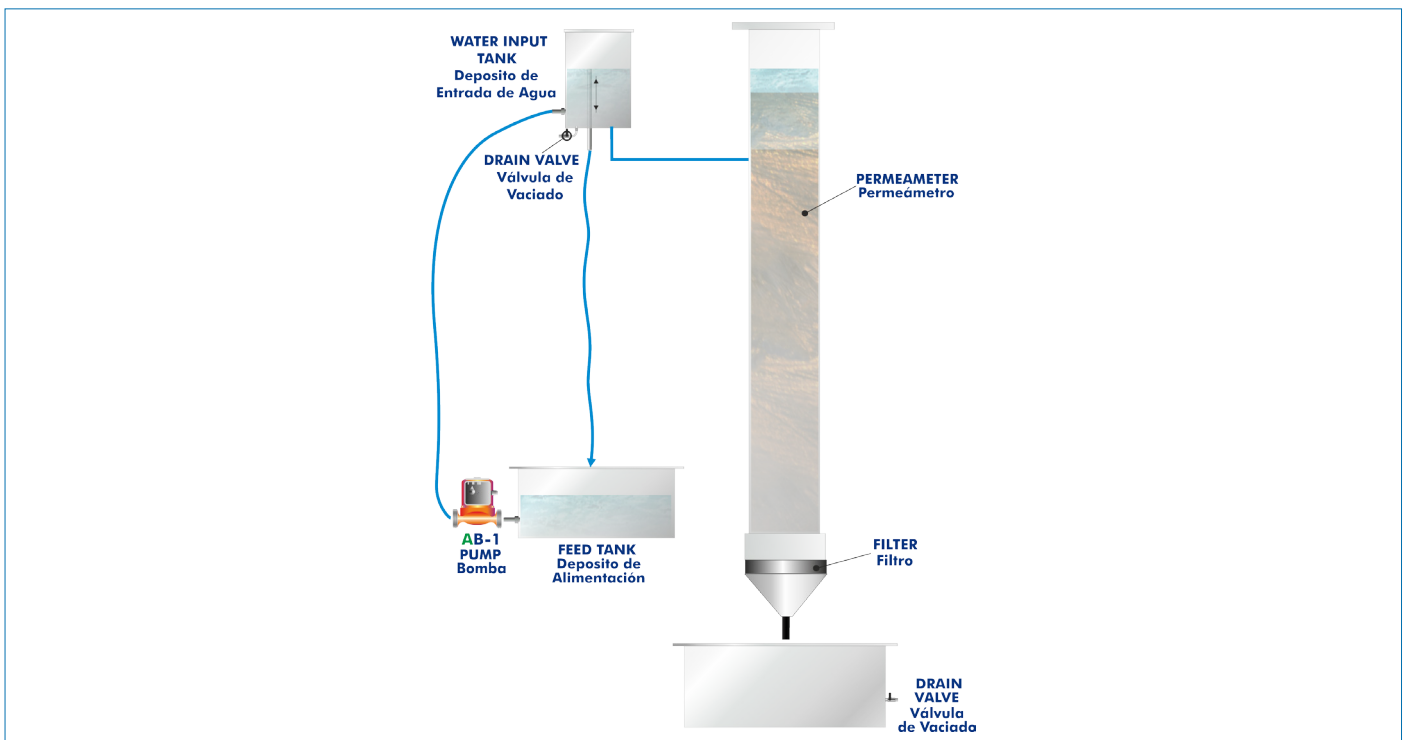 WATER INPUT
TANK
Deposito de
Entrada de Agua
DRAIN VALVE
Válvula de
Vaciado
PERMEAMETER
Permeámetro
AB-1
PUMP
Bomba
FEED TANK
Deposito de
Alimentación
FILTER
Filtro
DRAIN
VALVE
Válvula
de Vaciada